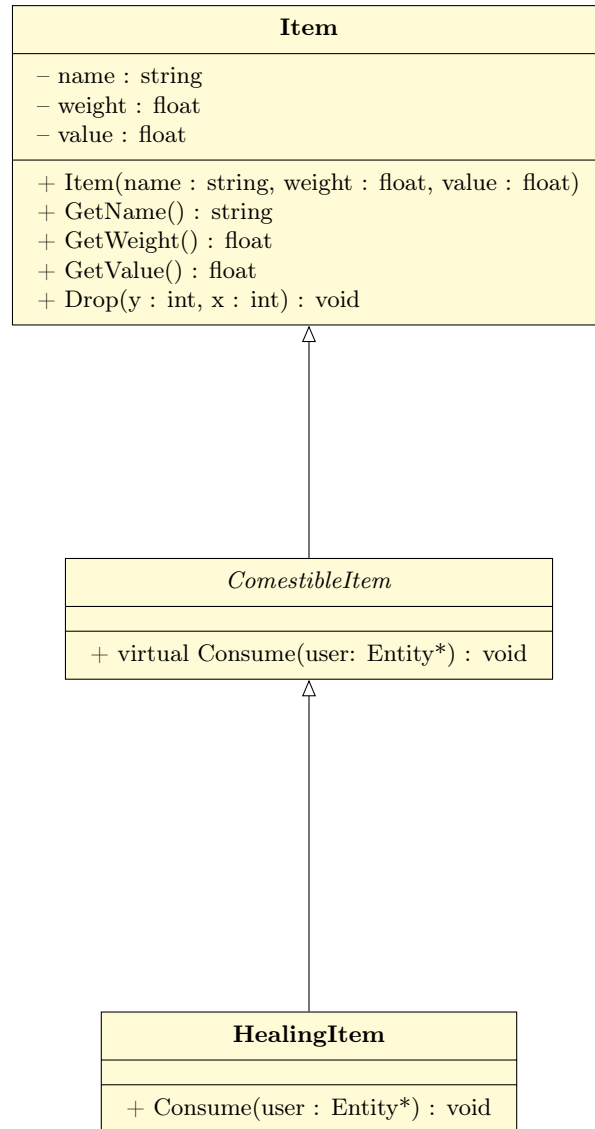 Item
– name : string
– weight : float
– value : float
+ Item(name : string, weight : float, value : float)
+ GetName() : string
+ GetWeight() : float
+ GetValue() : float
+ Drop(y : int, x : int) : void
ComestibleItem
+ virtual Consume(user: Entity*) : void
HealingItem
+ Consume(user : Entity*) : void